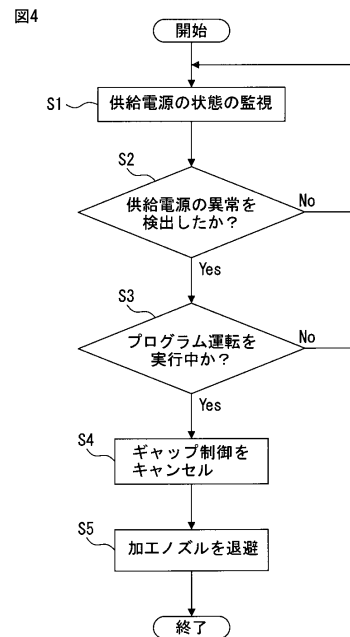 図4
開始
S1
供給電源の状態の監視
S2
供給電源の異常を
検出したか？
No
Yes
S3
プログラム運転を
実行中か？
No
Yes
S4
ギャップ制御を
キャンセル
S5
加工ノズルを退避
終了